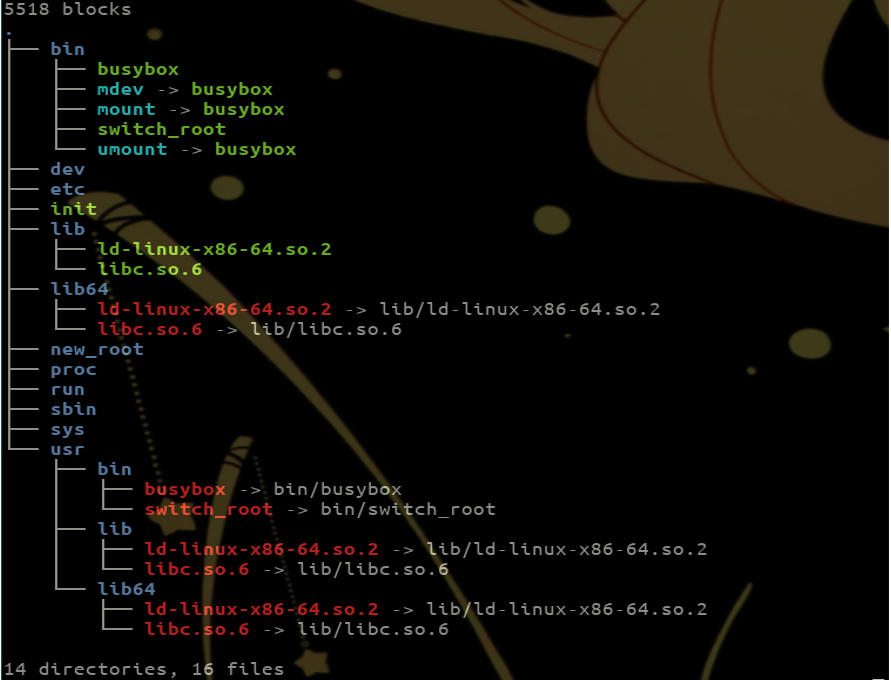 5518 blocks
.
├── bin
│   ├── busybox
│   ├── mdev -> busybox
│   ├── mount -> busybox
│   ├── switch_root
│   └── umount -> busybox
├── dev
├── etc
├── init
├── lib
│   ├── ld-linux-x86-64.so.2
│   └── libc.so.6
├── lib64
│   ├── ld-linux-x86-64.so.2 -> lib/ld-linux-x86-64.so.2
│   └── libc.so.6 -> lib/libc.so.6
├── new_root
├── proc
├── run
├── sbin
├── sys
└── usr
    ├── bin
    │   ├── busybox -> bin/busybox
    │   └── switch_root -> bin/switch_root
    ├── lib
    │   ├── ld-linux-x86-64.so.2 -> lib/ld-linux-x86-64.so.2
    │   └── libc.so.6 -> lib/libc.so.6
    └── lib64
        ├── ld-linux-x86-64.so.2 -> lib/ld-linux-x86-64.so.2
        └── libc.so.6 -> lib/libc.so.6
14 directories, 16 files